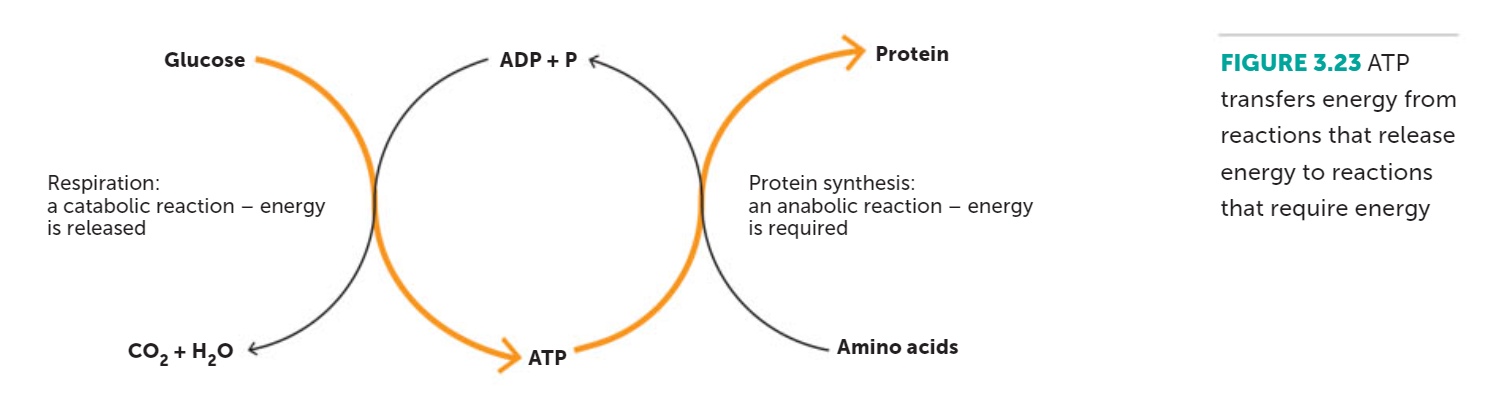 Glucose
ADP + P
Protein
Respiration:
a catabolic reaction – energy
is released
Protein synthesis:
an anabolic reaction – energy
is required
CO₂ + H₂O
ATP
Amino acids
FIGURE 3.23 ATP
transfers energy from
reactions that release
energy to reactions
that require energy